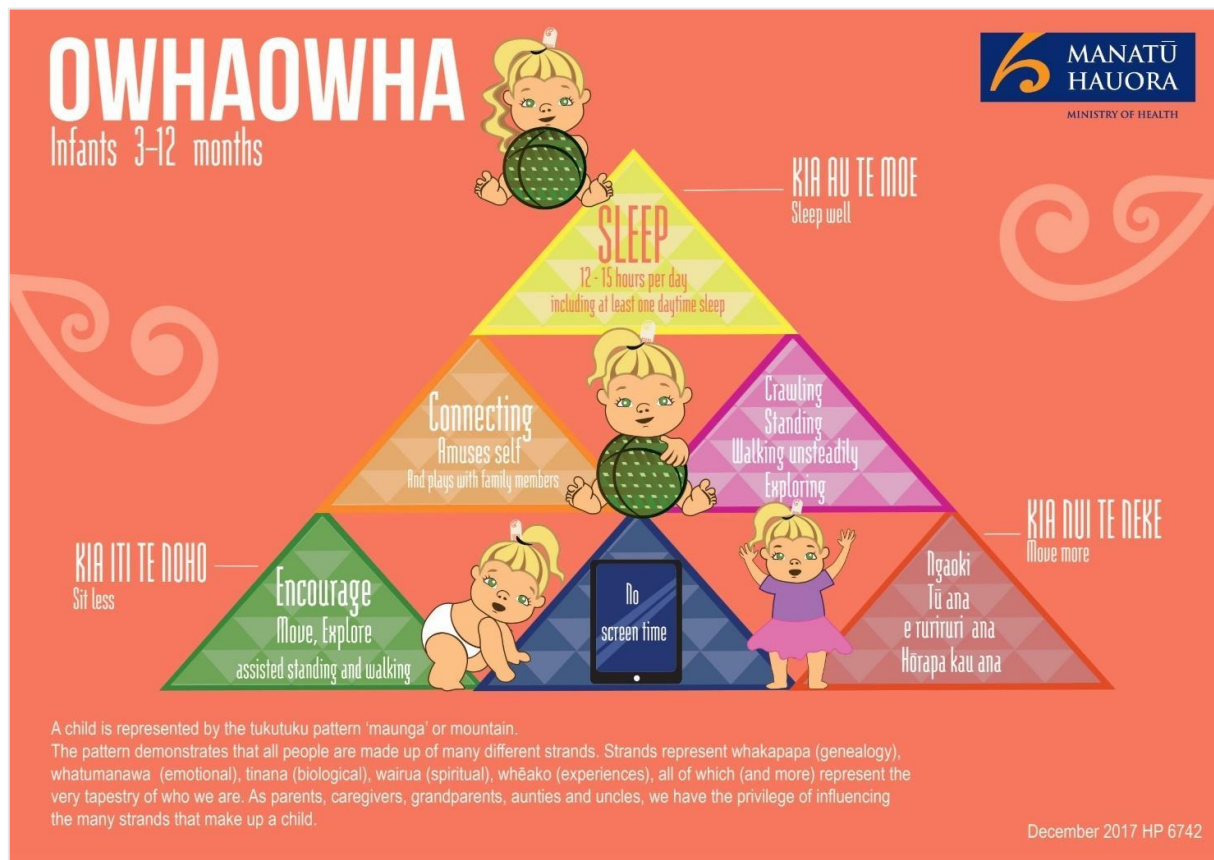 OWHAOWHA
Infants 3–12 months
MANATŪ
HAUORA
MINISTRY OF HEALTH
KIA AU TE MOE
Sleep well
SLEEP
12 - 15 hours per day
including at least one daytime sleep
Connecting
Amuses self
And plays with family members
Crawling
Standing
Walking unsteadily
Exploring
KIA ITI TE NOHO
Sit less
KIA NUI TE NEKE
Move more
Encourage
Move, Explore
assisted standing and walking
No
screen time
Ngaoki
Tū ana
e ruriruri ana
Hōrapa kau ana
A child is represented by the tukutuku pattern ‘maunga’ or mountain.
The pattern demonstrates that all people are made up of many different strands. Strands represent whakapapa (genealogy),
whatumanawa (emotional), tinana (biological), wairua (spiritual), whēako (experiences), all of which (and more) represent the
very tapestry of who we are. As parents, caregivers, grandparents, aunties and uncles, we have the privilege of influencing
the many strands that make up a child.
December 2017 HP 6742